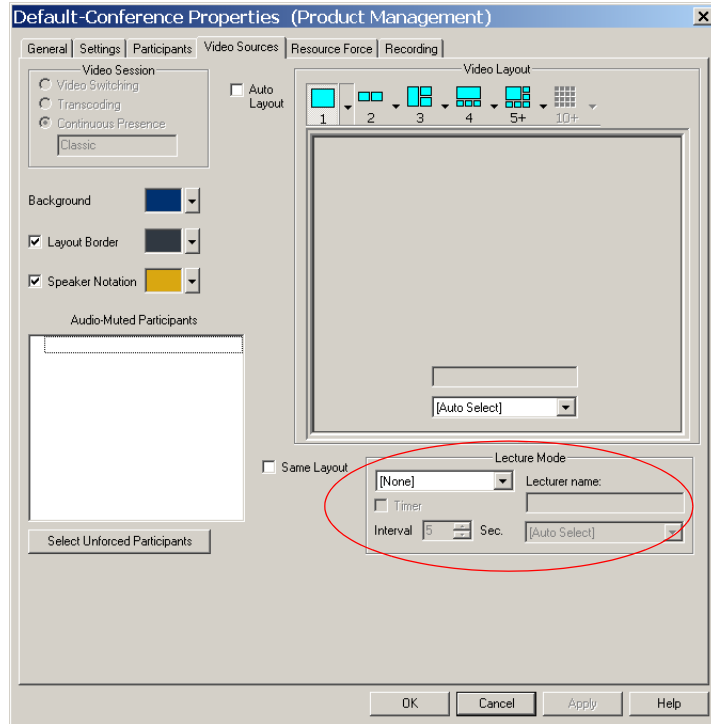 Default-Conference Properties (Product Management)
General Settings Participants Video Sources Resource Force Recording
Video Session
Video Switching
Transcoding
Continuous Presence
Classic
Auto
Layout
Video Layout
1 2 3 4 5+ 10+
Background
Layout Border
Speaker Notation
Audio-Muted Participants
[Auto Select]
Same Layout
Lecture Mode
[None]
Lecturer name:
Timer
Interval 5 Sec. [Auto Select]
Select Unforced Participants
OK Cancel Apply Help